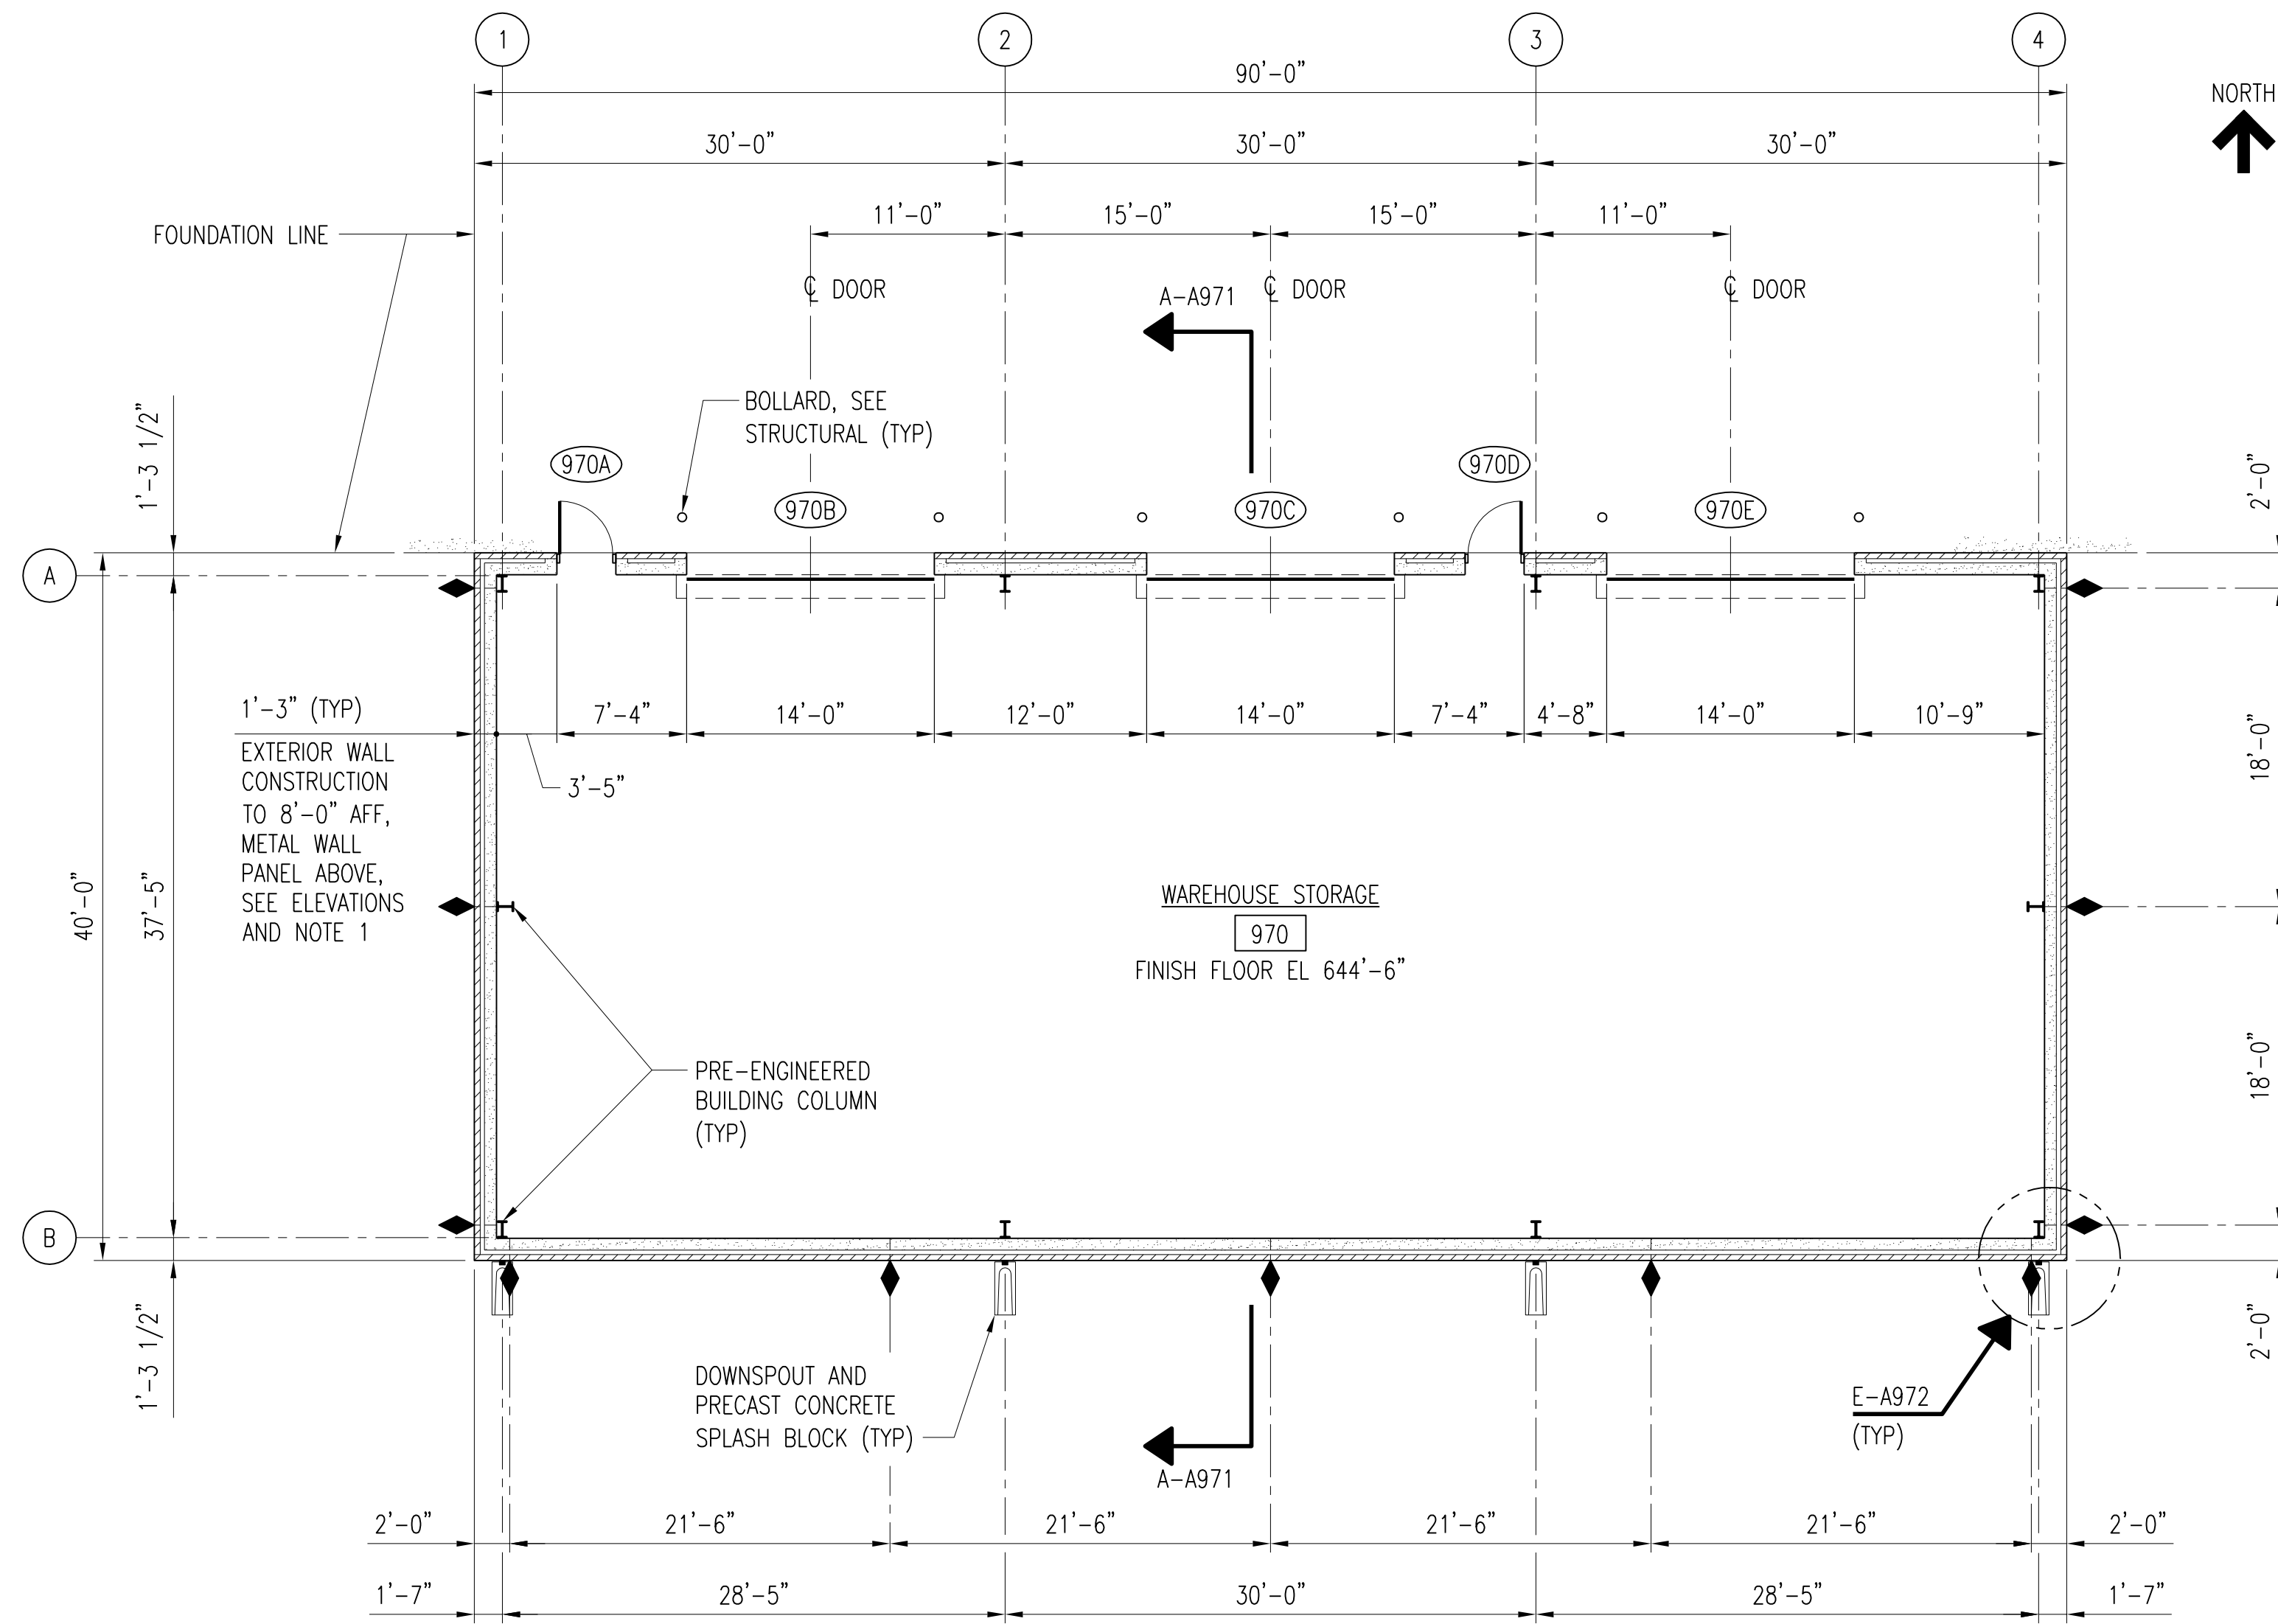 1
2
3
4
90'-0"
NORTH
30'-0"
30'-0"
30'-0"
11'-0"
15'-0"
15'-0"
11'-0"
FOUNDATION LINE
℄ DOOR
℄ DOOR
℄ DOOR
A-A971
BOLLARD, SEE
STRUCTURAL (TYP)
1'-3 1/2"
970A
970B
970C
970D
970E
2'-0"
A
1'-3" (TYP)
EXTERIOR WALL
CONSTRUCTION
TO 8'-0" AFF,
METAL WALL
PANEL ABOVE,
SEE ELEVATIONS
AND NOTE 1
7'-4"
14'-0"
12'-0"
14'-0"
7'-4"
4'-8"
14'-0"
10'-9"
3'-5"
18'-0"
40'-0"
37'-5"
WAREHOUSE STORAGE
970
FINISH FLOOR EL 644'-6"
PRE-ENGINEERED
BUILDING COLUMN
(TYP)
18'-0"
B
1'-3 1/2"
2'-0"
DOWNSPOUT AND
PRECAST CONCRETE
SPLASH BLOCK (TYP)
A-A971
E-A972
(TYP)
2'-0"
21'-6"
21'-6"
21'-6"
21'-6"
2'-0"
1'-7"
28'-5"
30'-0"
28'-5"
1'-7"